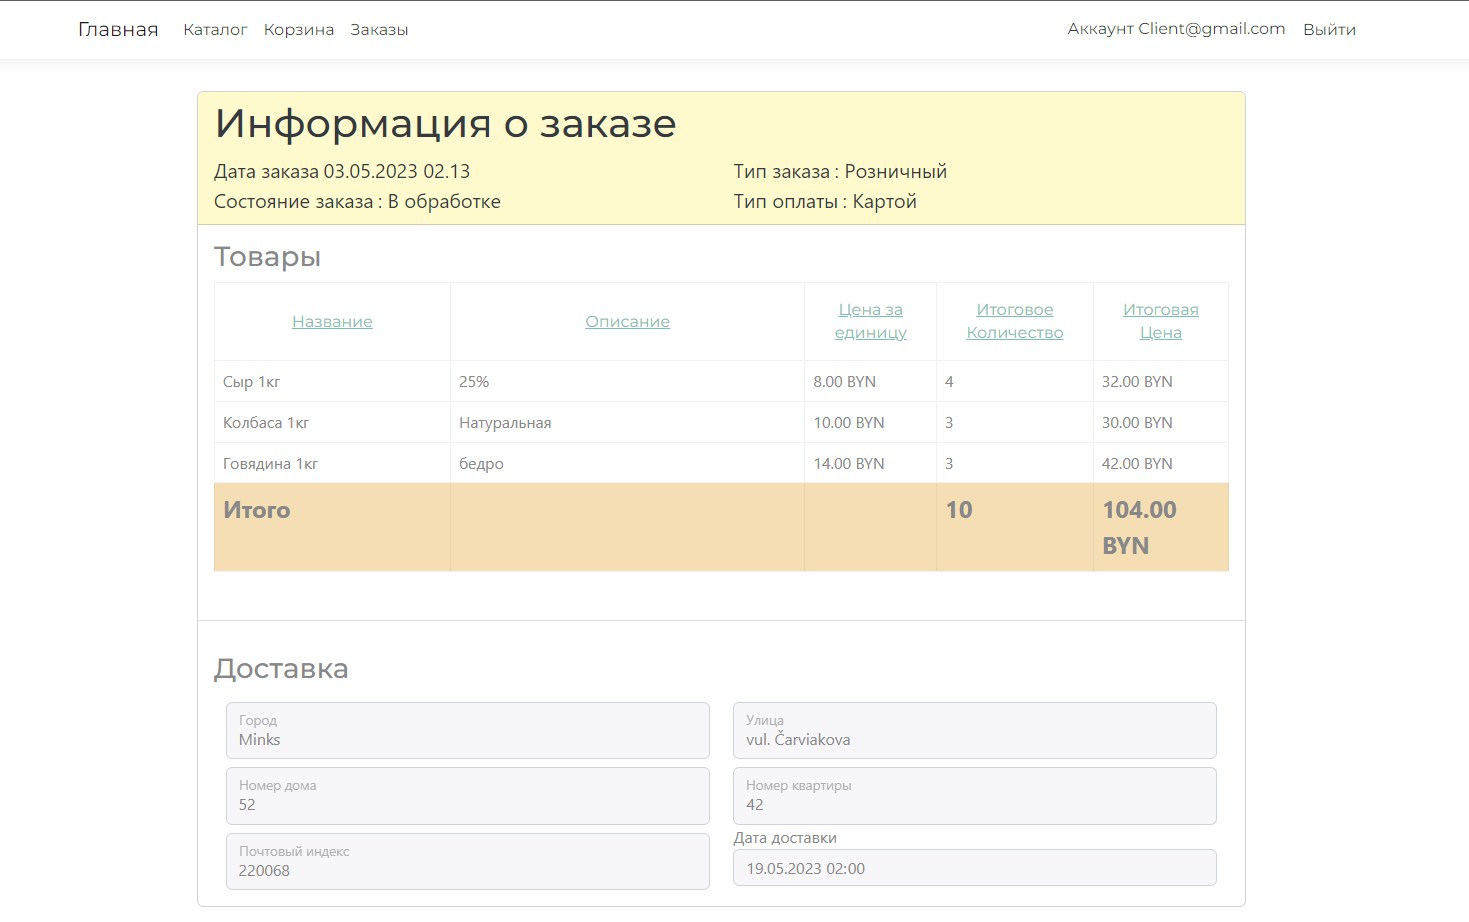 Главная Каталог Корзина Заказы Аккаунт Client@gmail.com Выйти
Информация о заказе
Дата заказа 03.05.2023 02.13 Тип заказа : Розничный
Состояние заказа : В обработке Тип оплаты : Картой
Товары
Название Описание Цена за единицу Итоговое Количество Итоговая Цена
Сыр 1кг 25% 8.00 BYN 4 32.00 BYN
Колбаса 1кг Натуральная 10.00 BYN 3 30.00 BYN
Говядина 1кг бедро 14.00 BYN 3 42.00 BYN
Итого 10 104.00 BYN
Доставка
Город
Minks
Улица
vul. Čarviakova
Номер дома
52
Номер квартиры
42
Почтовый индекс
220068
Дата доставки
19.05.2023 02:00